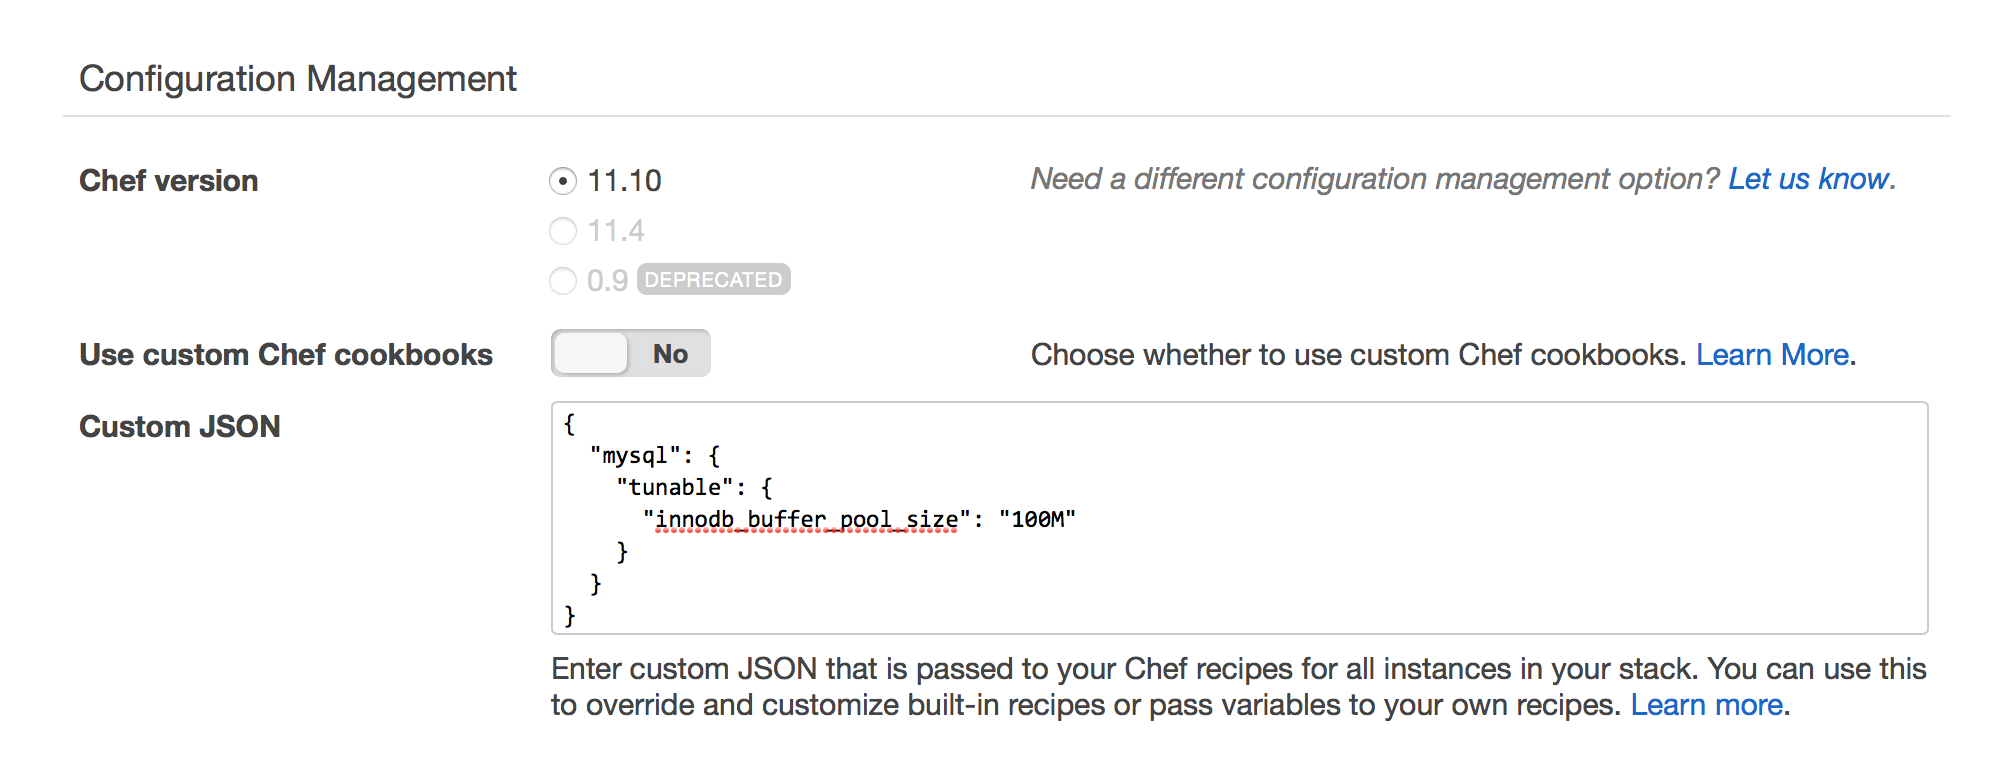 Configuration Management
Chef version
11.10
Need a different configuration management option? Let us know.
11.4
0.9 DEPRECATED
Use custom Chef cookbooks
No
Choose whether to use custom Chef cookbooks. Learn More.
Custom JSON
{
  "mysql": {
    "tunable": {
      "innodb_buffer_pool_size": "100M"
    }
  }
}
Enter custom JSON that is passed to your Chef recipes for all instances in your stack. You can use this
to override and customize built-in recipes or pass variables to your own recipes. Learn more.